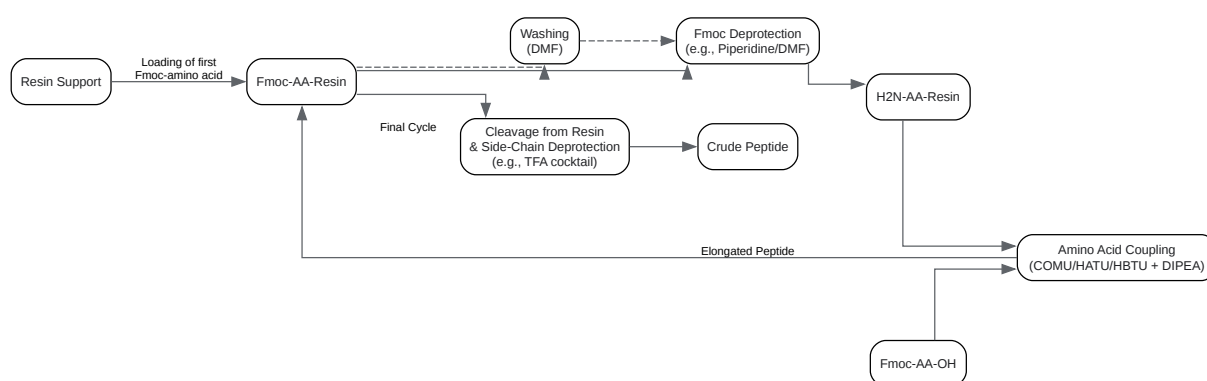 Washing
(DMF)
Fmoc Deprotection
(e.g., Piperidine/DMF)
Loading of first
Fmoc-amino acid
Resin Support
Fmoc-AA-Resin
H2N-AA-Resin
Final Cycle
Cleavage from Resin
& Side-Chain Deprotection
(e.g., TFA cocktail)
Crude Peptide
Elongated Peptide
Amino Acid Coupling
(COMU/HATU/HBTU + DIPEA)
Fmoc-AA-OH